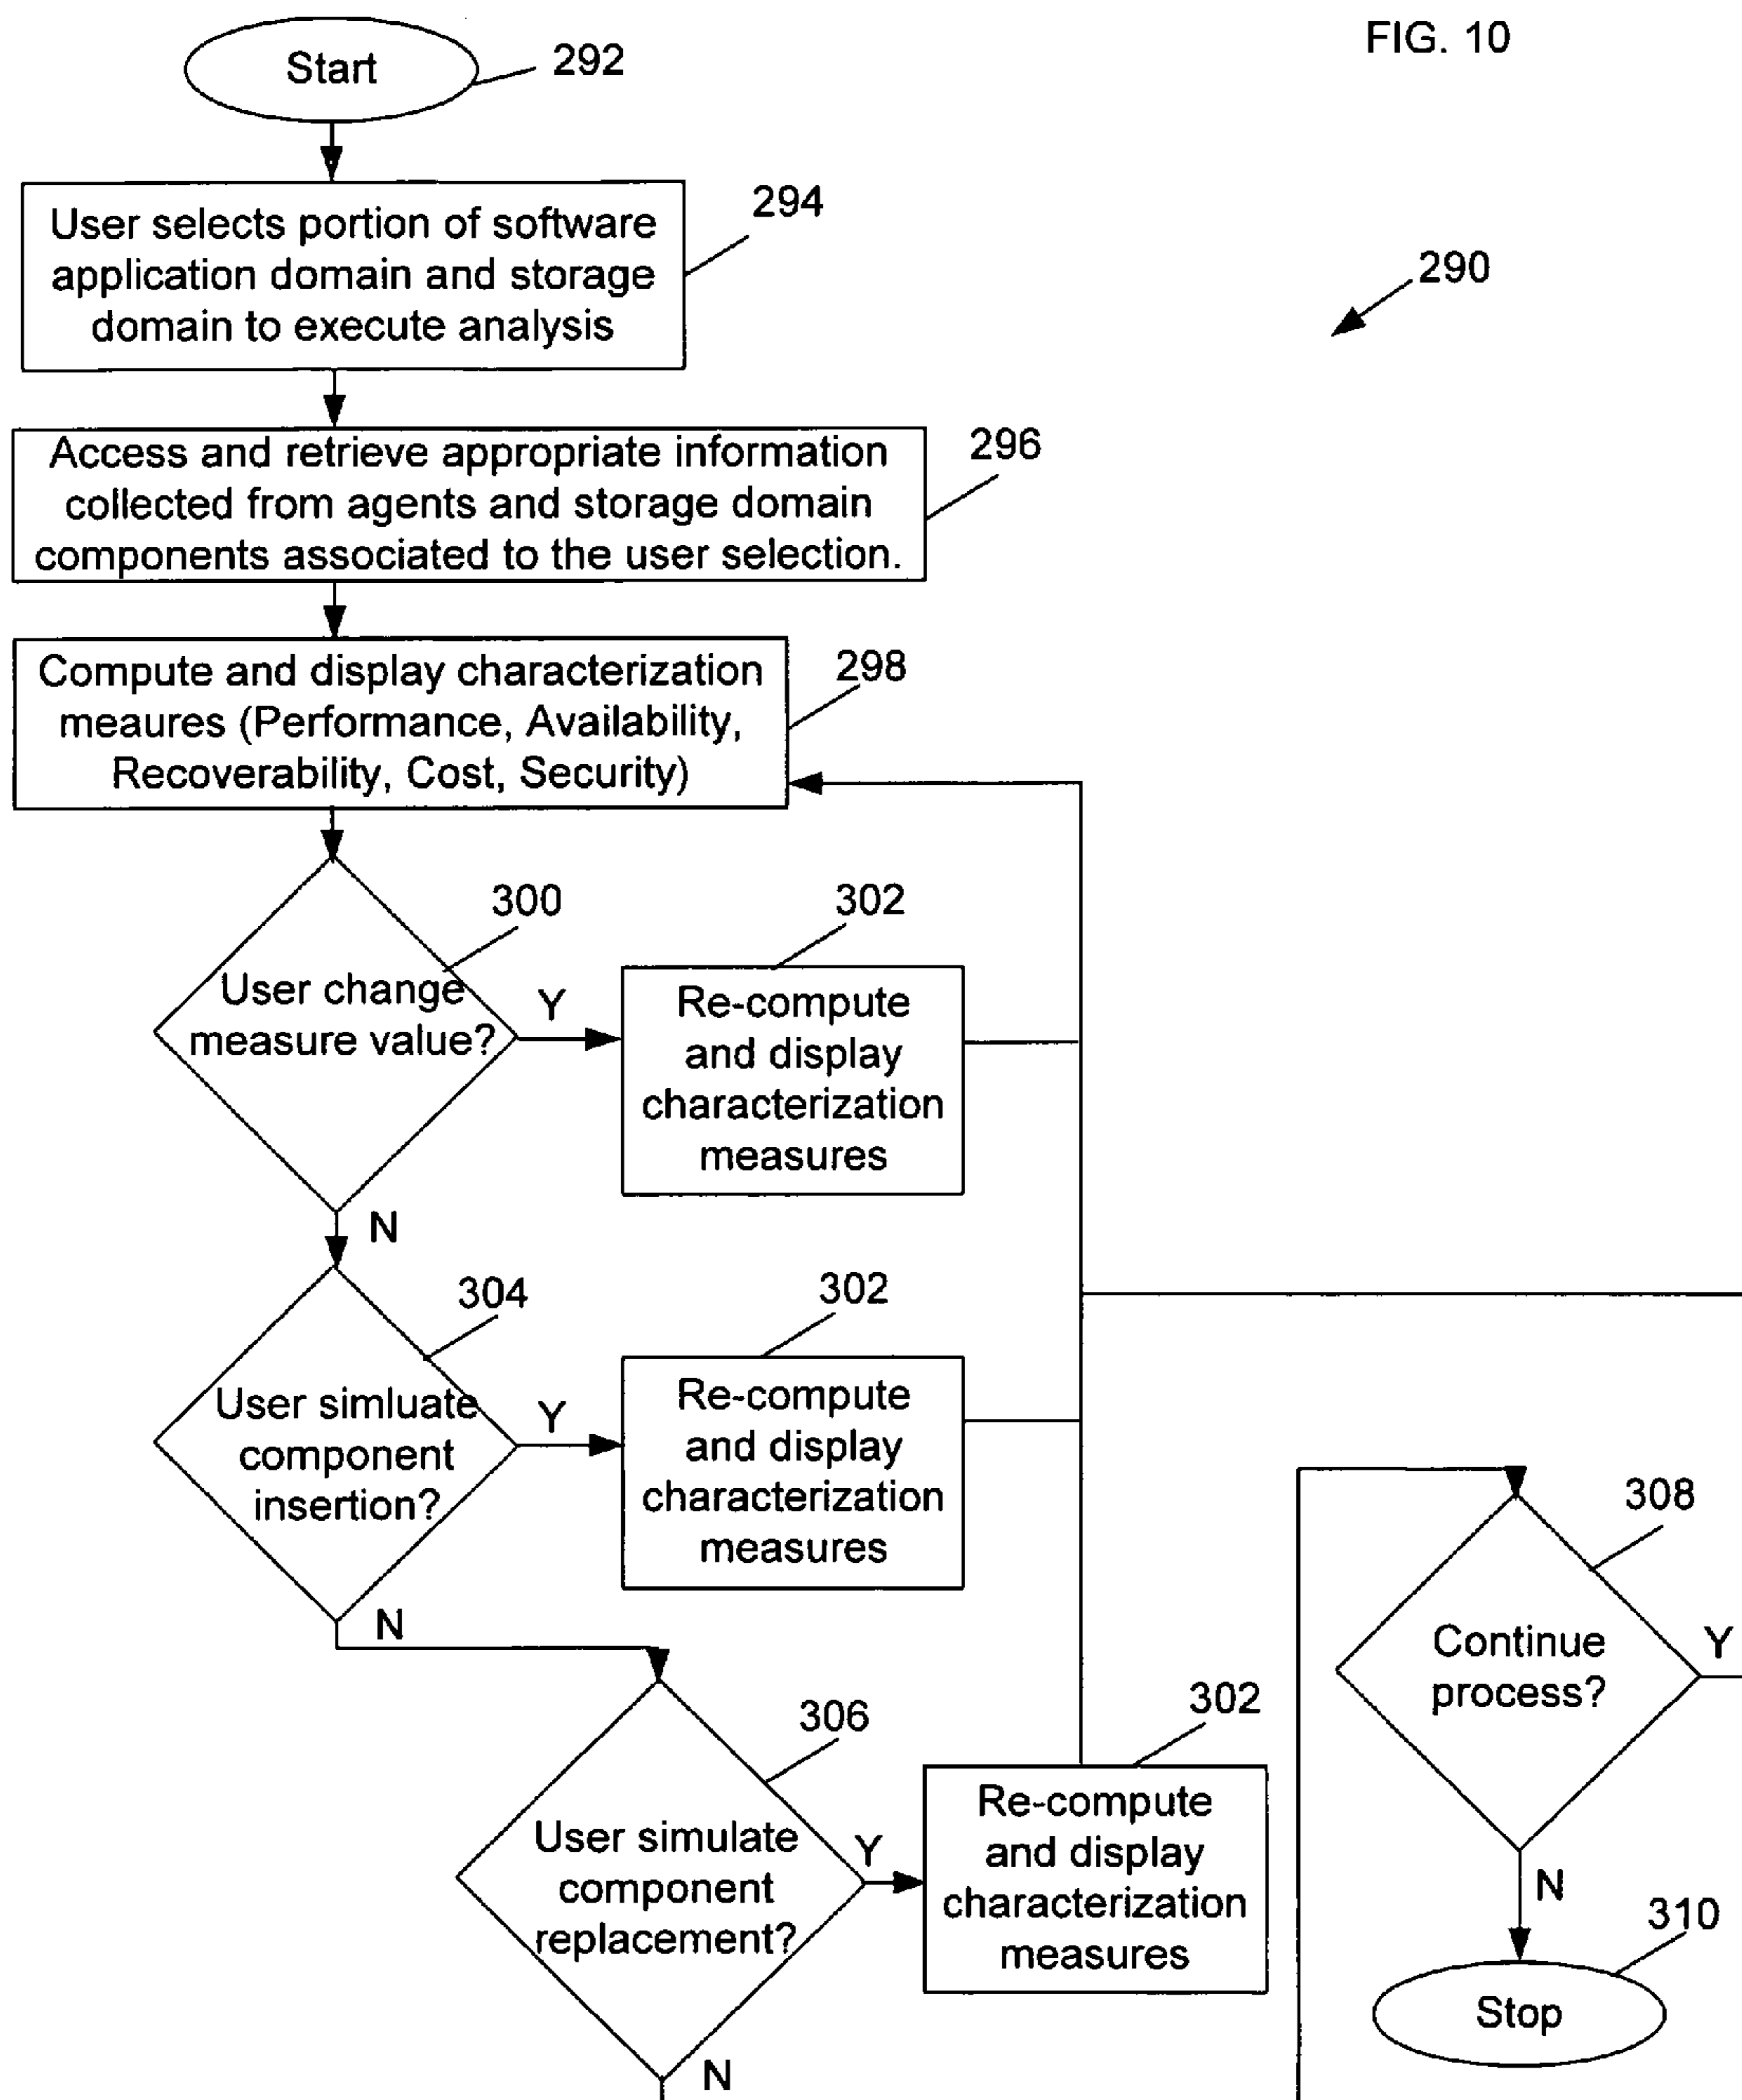 FIG. 10
Start
292
User selects portion of software
application domain and storage
domain to execute analysis
294
290
Access and retrieve appropriate information
collected from agents and storage domain
components associated to the user selection.
296
Compute and display characterization
meaures (Performance, Availability,
Recoverability, Cost, Security)
298
300
User change
measure value?
Y
302
Re-compute
and display
characterization
measures
N
304
User simluate
component
insertion?
Y
302
Re-compute
and display
characterization
measures
N
306
User simulate
component
replacement?
Y
302
Re-compute
and display
characterization
measures
N
308
Continue
process?
Y
N
310
Stop